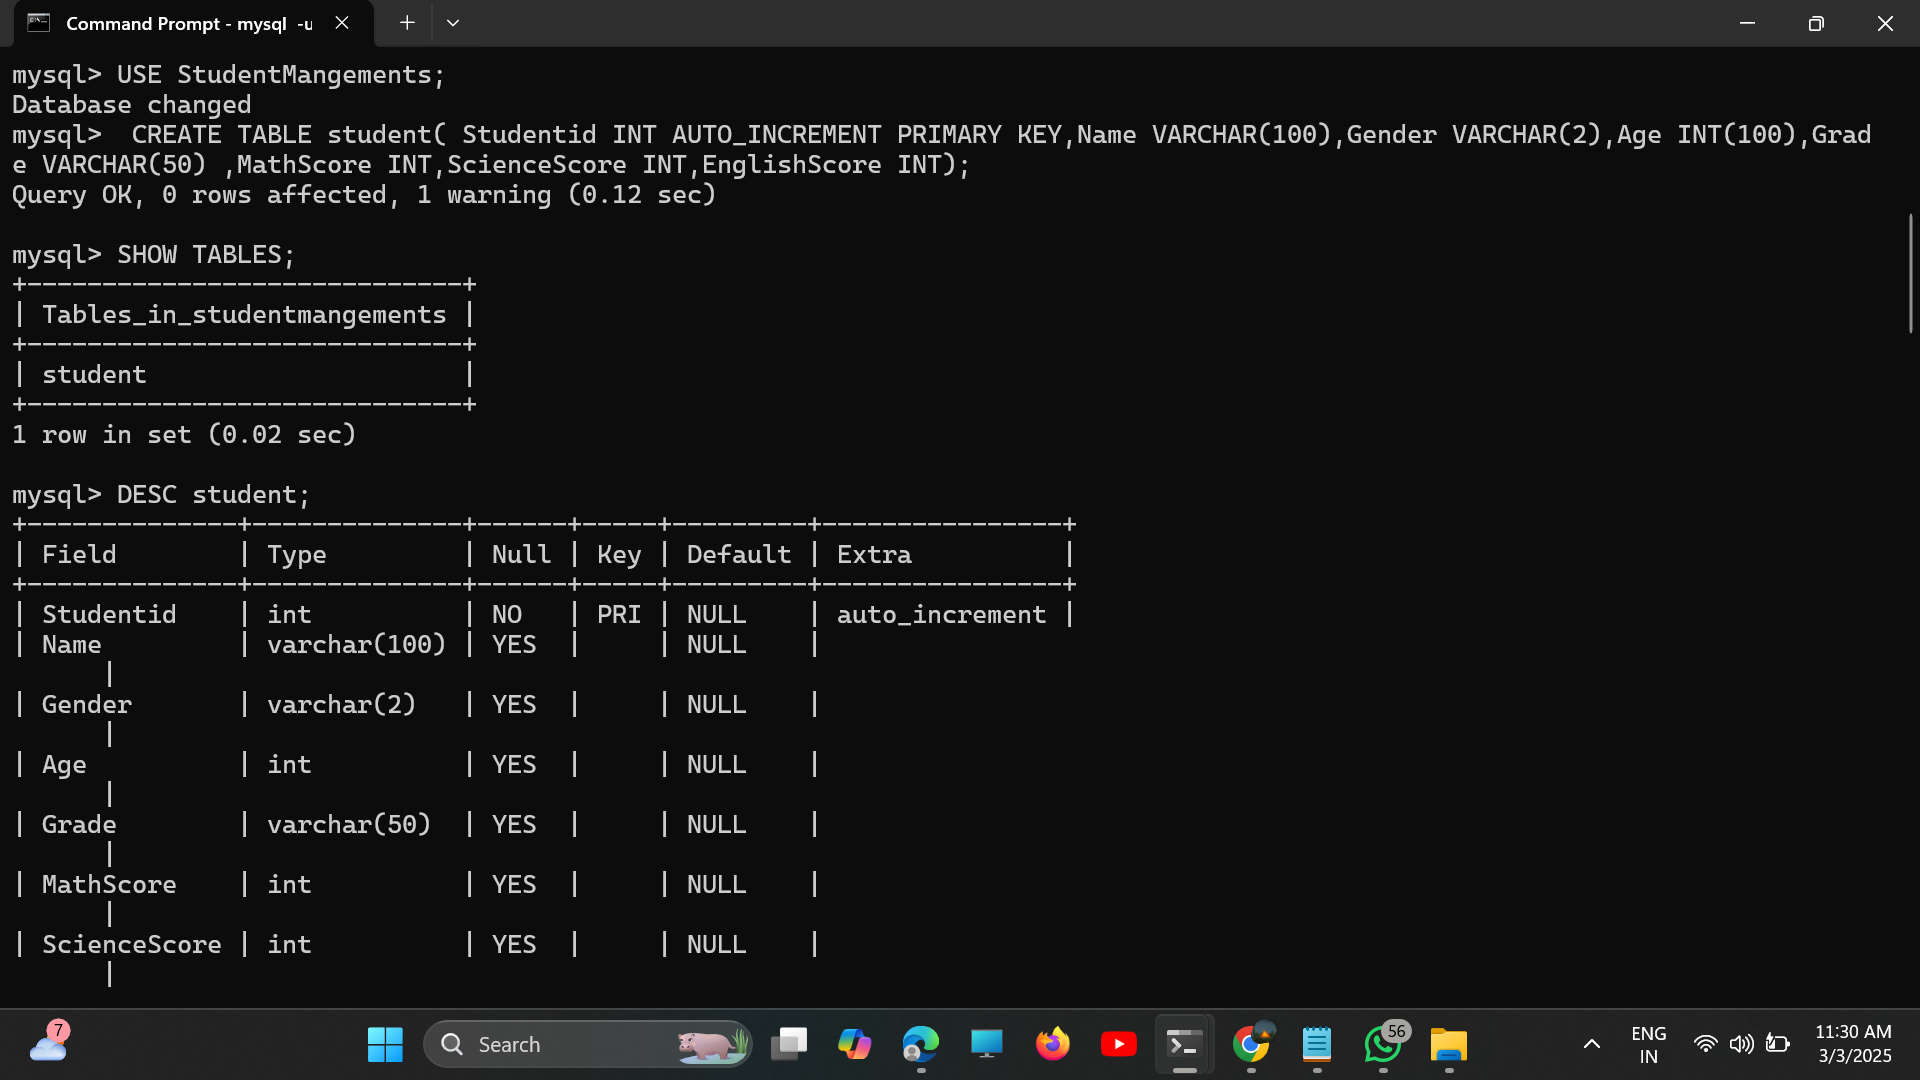 Command Prompt - mysql -u
mysql> USE StudentMangements;
Database changed
mysql>  CREATE TABLE student( Studentid INT AUTO_INCREMENT PRIMARY KEY,Name VARCHAR(100),Gender VARCHAR(2),Age INT(100),Grad
e VARCHAR(50) ,MathScore INT,ScienceScore INT,EnglishScore INT);
Query OK, 0 rows affected, 1 warning (0.12 sec)
mysql> SHOW TABLES;
+-----------------------------+
| Tables_in_studentmangements |
+-----------------------------+
| student                     |
+-----------------------------+
1 row in set (0.02 sec)
mysql> DESC student;
+--------------+--------------+------+-----+---------+----------------+
| Field        | Type         | Null | Key | Default | Extra          |
+--------------+--------------+------+-----+---------+----------------+
| Studentid    | int          | NO   | PRI | NULL    | auto_increment |
| Name         | varchar(100) | YES  |     | NULL    |
      |
| Gender       | varchar(2)   | YES  |     | NULL    |
      |
| Age          | int          | YES  |     | NULL    |
      |
| Grade        | varchar(50)  | YES  |     | NULL    |
      |
| MathScore    | int          | YES  |     | NULL    |
      |
| ScienceScore | int          | YES  |     | NULL    |
      |
7
Search
56
ENG
IN
11:30 AM
3/3/2025